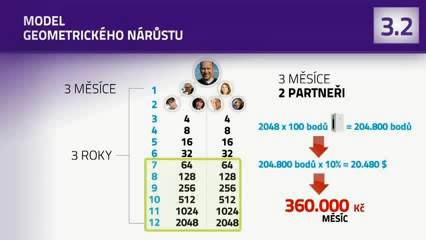 MODEL
GEOMETRICKÉHO NÁRŮSTU
3.2
3 MĚSÍCE
3 MĚSÍCE
2 PARTNEŘI
1
2
3 4 4
4 8 8
5 16 16
3 ROKY
6 32 32
7 64 64
8 128 128
9 256 256
10 512 512
11 1024 1024
12 2048 2048
2048 x 100 bodů = 204.800 bodů
204.800 bodů x 10% = 20.480 $
360.000 Kč
MĚSÍC